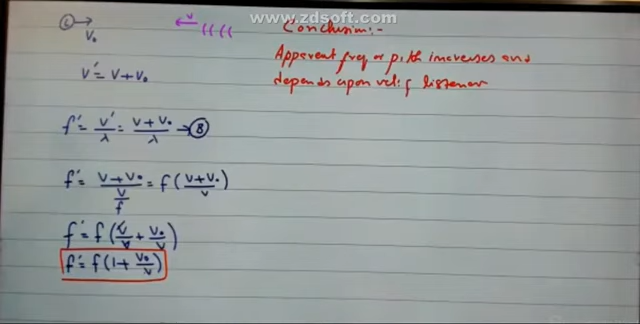 www.zdsoft.com
L
V₀
v
Conclusion:-
Apparent freq or pitch increases and
depends upon vel. of listener
V' = V + V₀
f' = V'/λ = V + V₀/λ → B
f' = V + V₀/(V/f) = f(V + V₀/V)
f' = f(V/V + V₀/V)
f' = f(1 + V₀/V)